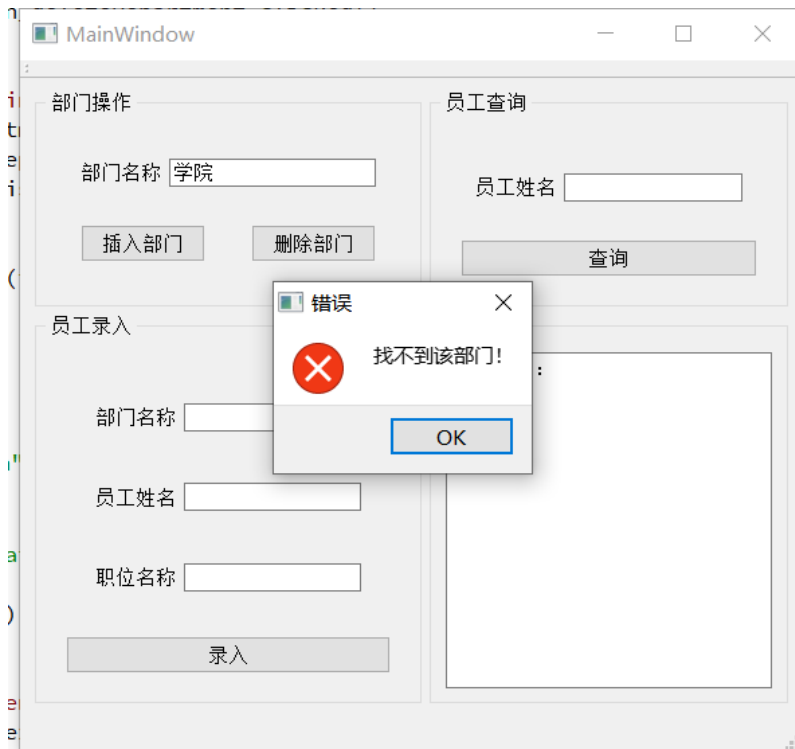 MainWindow
部门操作
部门名称 学院
插入部门 删除部门
员工查询
员工姓名
查询
错误
找不到该部门!
OK
员工录入
部门名称
员工姓名
职位名称
录入
: